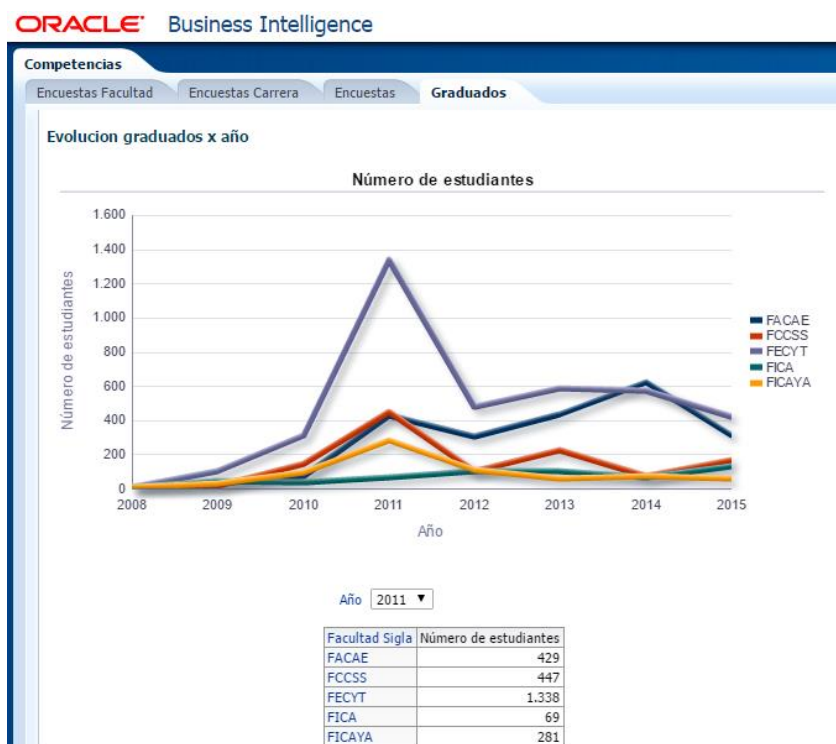 ORACLE® Business Intelligence
Competencias
Encuestas Facultad Encuestas Carrera Encuestas Graduados
Evolucion graduados x año
Número de estudiantes
1.600
1.400
1.200
1.000
800
600
400
200
0
Número de estudiantes
2008 2009 2010 2011 2012 2013 2014 2015
Año
FACAE
FCCSS
FECYT
FICA
FICAYA
Año 2011
Facultad Sigla Número de estudiantes
FACAE 429
FCCSS 447
FECYT 1.338
FICA 69
FICAYA 281